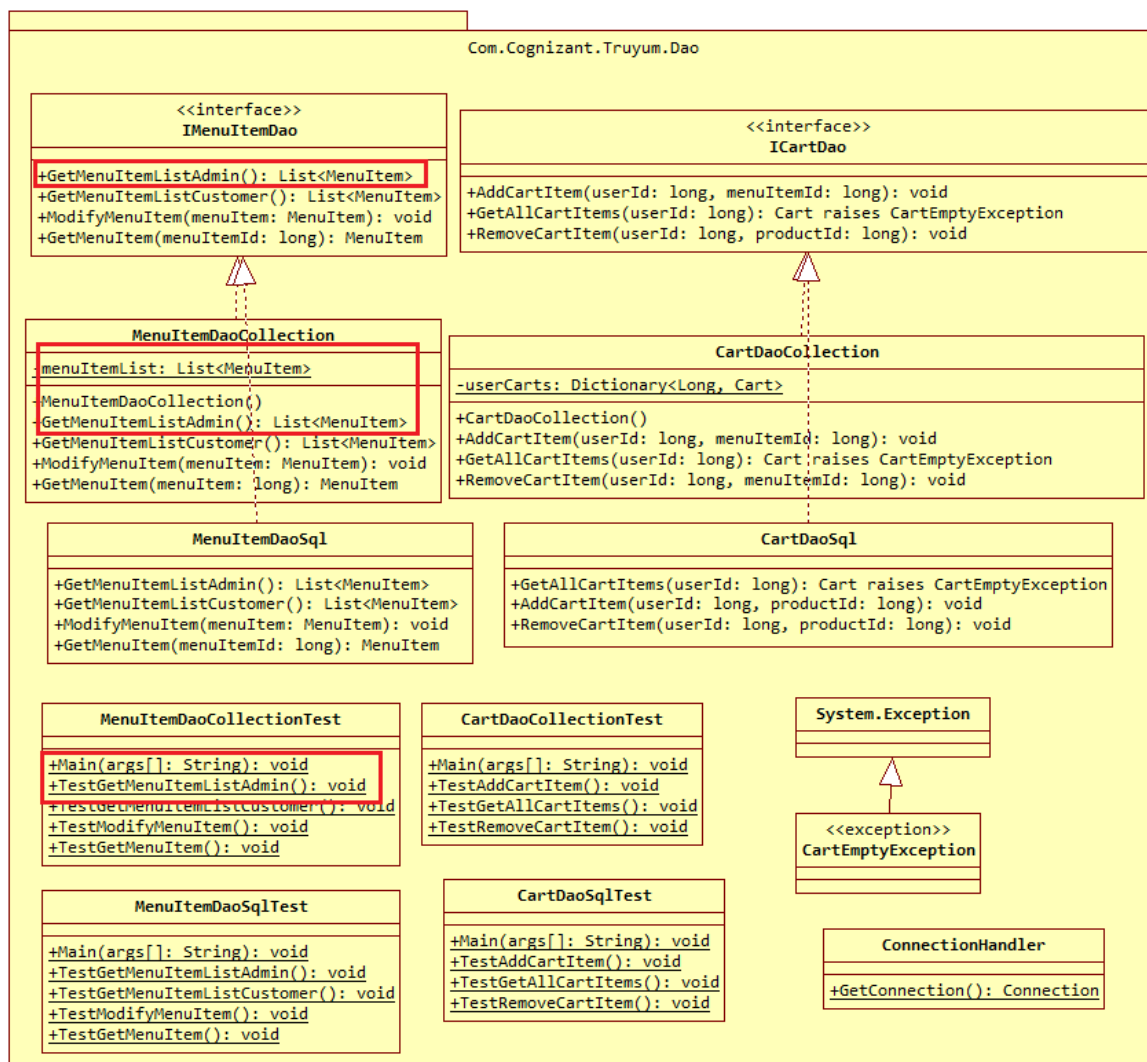 Com.Cognizant.Truyum.Dao
<<interface>>
IMenuItemDao
+GetMenuItemListAdmin(): List<MenuItem>
+GetMenuItemListCustomer(): List<MenuItem>
+ModifyMenuItem(menuItem: MenuItem): void
+GetMenuItem(menuItemId: long): MenuItem
<<interface>>
ICartDao
+AddCartItem(userId: long, menuItemId: long): void
+GetAllCartItems(userId: long): Cart raises CartEmptyException
+RemoveCartItem(userId: long, productId: long): void
MenuItemDaoCollection
-menuItemList: List<MenuItem>
+MenuItemDaoCollection()
+GetMenuItemListAdmin(): List<MenuItem>
+GetMenuItemListCustomer(): List<MenuItem>
+ModifyMenuItem(menuItem: MenuItem): void
+GetMenuItem(menuItem: long): MenuItem
CartDaoCollection
-userCarts: Dictionary<Long, Cart>
+CartDaoCollection()
+AddCartItem(userId: long, menuItemId: long): void
+GetAllCartItems(userId: long): Cart raises CartEmptyException
+RemoveCartItem(userId: long, menuItemId: long): void
MenuItemDaoSql
+GetMenuItemListAdmin(): List<MenuItem>
+GetMenuItemListCustomer(): List<MenuItem>
+ModifyMenuItem(menuItem: MenuItem): void
+GetMenuItem(menuItemId: long): MenuItem
CartDaoSql
+GetAllCartItems(userId: long): Cart raises CartEmptyException
+AddCartItem(userId: long, productId: long): void
+RemoveCartItem(userId: long, productId: long): void
MenuItemDaoCollectionTest
+Main(args[]: String): void
+TestGetMenuItemListAdmin(): void
+TestGetMenuItemListCustomer(): void
+TestModifyMenuItem(): void
+TestGetMenuItem(): void
CartDaoCollectionTest
+Main(args[]: String): void
+TestAddCartItem(): void
+TestGetAllCartItems(): void
+TestRemoveCartItem(): void
System.Exception
<<exception>>
CartEmptyException
MenuItemDaoSqlTest
+Main(args[]: String): void
+TestGetMenuItemListAdmin(): void
+TestGetMenuItemListCustomer(): void
+TestModifyMenuItem(): void
+TestGetMenuItem(): void
CartDaoSqlTest
+Main(args[]: String): void
+TestAddCartItem(): void
+TestGetAllCartItems(): void
+TestRemoveCartItem(): void
ConnectionHandler
+GetConnection(): Connection